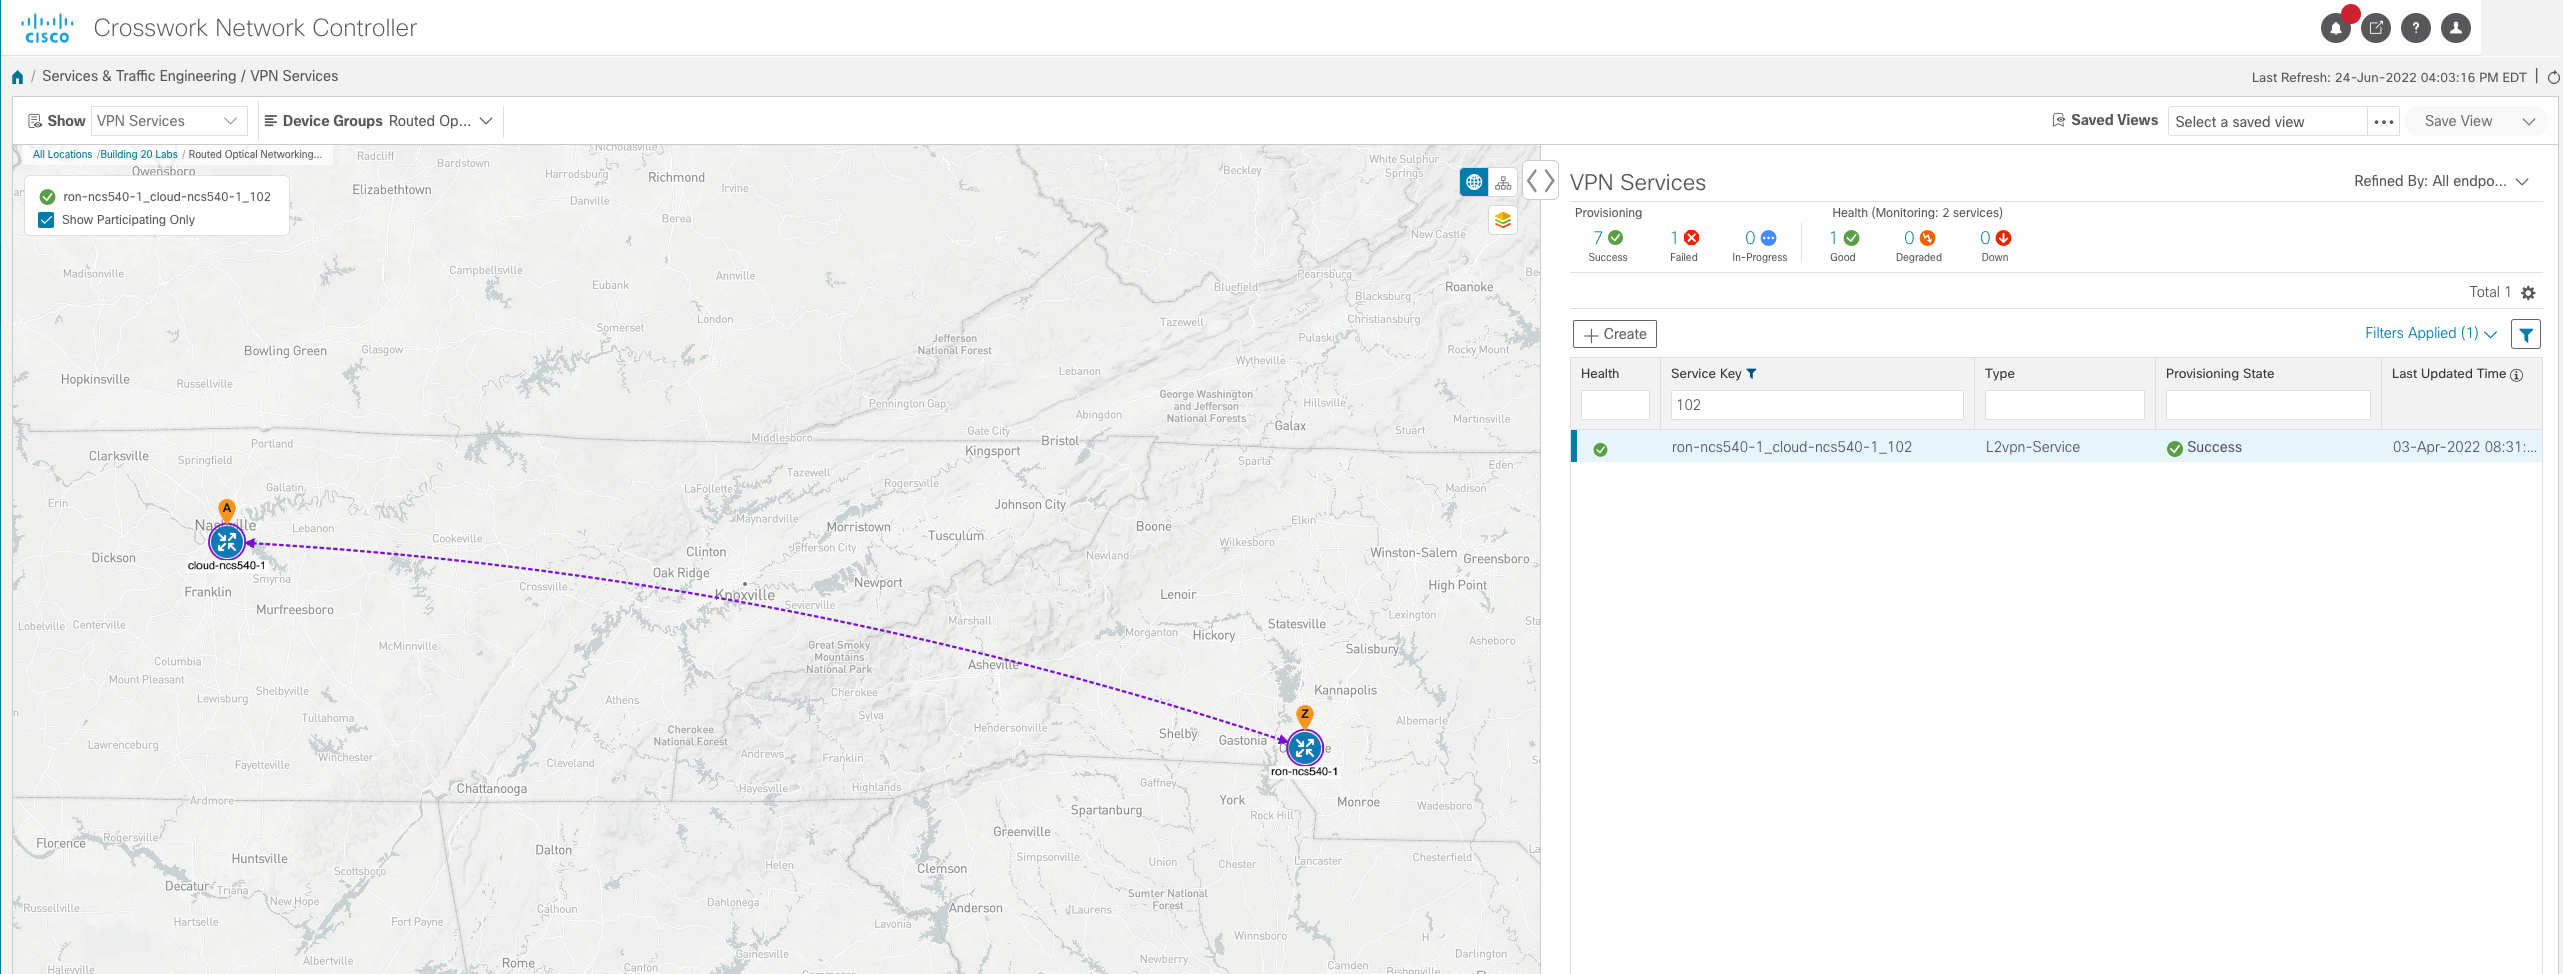 cisco
Crosswork Network Controller
?
/ Services & Traffic Engineering / VPN Services
Last Refresh: 24-Jun-2022 04:03:16 PM EDT |
Show VPN Services
Device Groups Routed Op...
Saved Views Select a saved view ... Save View
All Locations /Building 20 Labs / Routed Optical Networking...
ron-ncs540-1_cloud-ncs540-1_102
Show Participating Only
Radcliff
Bardstown
Nicholasville
Owensboro
Elizabethtown
Harrodsburg
Danville
Richmond
Irvine
Berea
Beckley
White Sulphur
Springs
New Castle
Madisonville
Campbellsville
Annville
Eubank
Pearisburg
Bluefield
Blacksburg
Roanoke
Christiansburg
Somerset
London
Tazewell
Jefferson
National Forest
Pulaski
Bowling Green
Glasgow
Wytheville
Rocky Mount
Hopkinsville
Russellville
Lebanon
George Washington
and Jefferson
National Forests
Pennington Gap
Abingdon
Hillsville
Galax
Martinsville
Stuart
Portland
Middlesboro
Gate City
Bristol
Kingsport
Clarksville
Springfield
Tazewell
Sparta
Eden
LaFollette
Rogersville
Madison
Gallatin
Erin
Johnson City
Maynardville
A
Lebanon
Morristown
Boone
Elkin
Cookeville
Tusculum
Wilkesboro
Dickson
Clinton
Jefferson City
Newland
Winston-Salem
Greensboro
cloud-ncs540-1
Smyrna
Oak Ridge
Newport
Franklin
Crossville
Knoxville
Sevierville
Lenoir
High Point
Murfreesboro
Lexington
Lobelville
Centerville
Marshall
Morganton
Hickory
Statesville
Asheboro
McMinnville
Great Smoky
Mountains
National Park
Salisbury
Columbia
Asheville
Mount Pleasant
Lewisburg
Shelbyville
Athens
Cherokee
Kannapolis
Tullahoma
Sylva
Z
Albemarle
Cherokee
National Forest
Hendersonville
Shelby
Gastonia
Lawrenceburg
Winchester
Fayetteville
Cleveland
Andrews
Franklin
ron-ncs540-1
Chattanooga
Hayesville
Highlands
Gaffney
Ardmore
York
Monroe
Wadesboro
Spartanburg
Rock Hill
Florence
Rogersville
Greenville
Huntsville
Dalton
Simpsonville
Union
Chester
Lancaster
Chesterfield
Helen
Scottsboro
Clemson
Decatur
Triana
New Hope
Dahlonega
Sumter National
Forest
Russellville
Hartselle
Fort Payne
Calhoun
Anderson
Laurens
Lavonia
Winnsboro
Albertville
Rome
Canton
Gainesville
Commerce
Newberry
Camden
Darlington
Bishopville
Haleyville
VPN Services
Refined By: All endpo...
Provisioning
Health (Monitoring: 2 services)
7 1 0 1 0 0
Success Failed In-Progress Good Degraded Down
Total 1
Create
Filters Applied (1)
Health Service Key Type Provisioning State Last Updated Time
102
ron-ncs540-1_cloud-ncs540-1_102 L2vpn-Service Success 03-Apr-2022 08:31:...